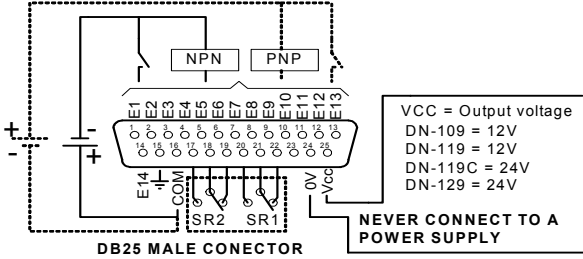 NPN PNP
E1 E2 E3 E4 E5 E6 E7 E8 E9 E10 E11 E12 E13
1 2 3 4 5 6 7 8 9 10 11 12 13
14 15 16 17 18 19 20 21 22 23 24 25
+
-
-
+
E14 COM 0V Vcc
SR2 SR1
VCC = Output voltage
DN-109 = 12V
DN-119 = 12V
DN-119C = 24V
DN-129 = 24V
NEVER CONNECT TO A
POWER SUPPLY
DB25 MALE CONECTOR